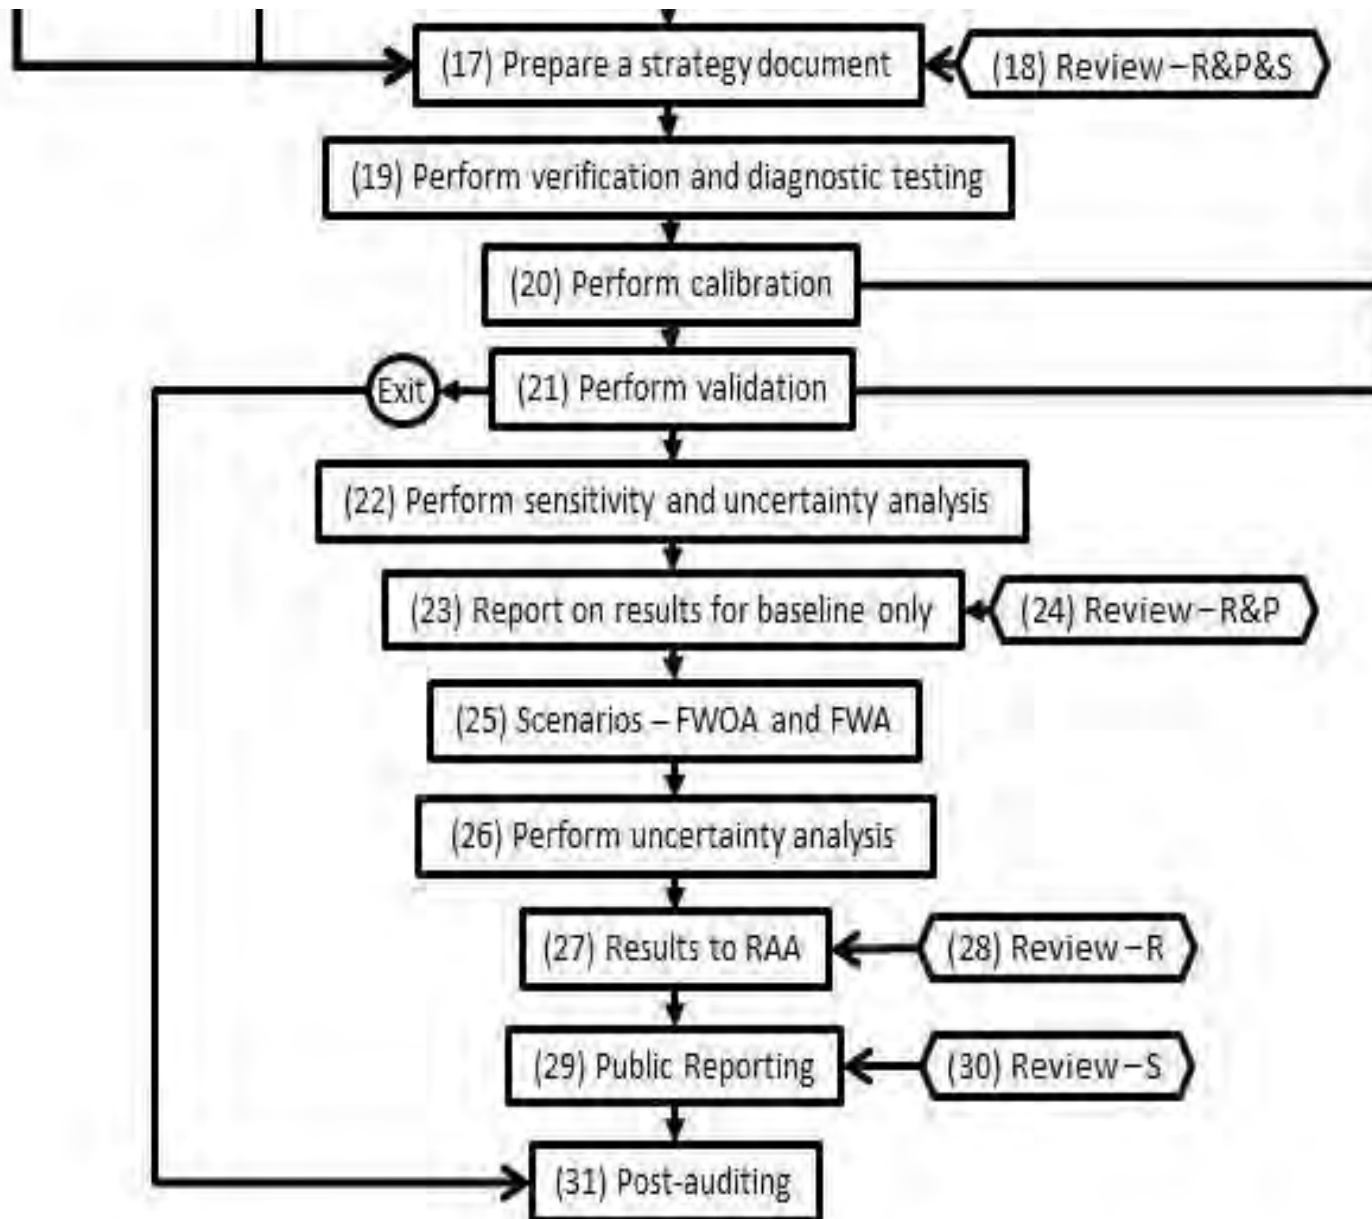 (17) Prepare a strategy document
(18) Review – R&P&S
(19) Perform verification and diagnostic testing
(20) Perform calibration
Exit
(21) Perform validation
(22) Perform sensitivity and uncertainty analysis
(23) Report on results for baseline only
(24) Review – R&P
(25) Scenarios – FWOA and FWA
(26) Perform uncertainty analysis
(27) Results to RAA
(28) Review – R
(29) Public Reporting
(30) Review – S
(31) Post-auditing